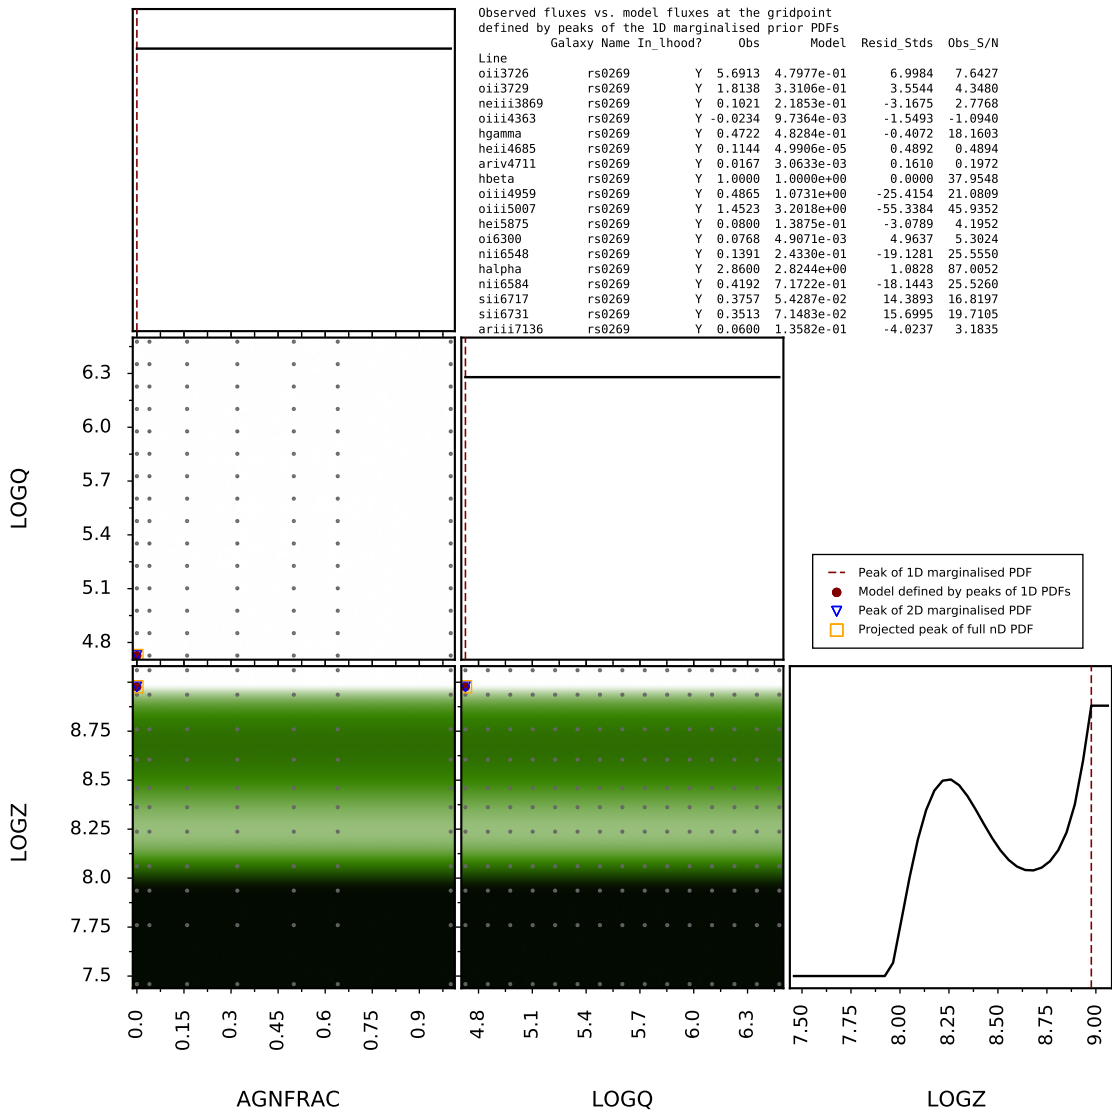 Observed fluxes vs. model fluxes at the gridpoint
defined by peaks of the 1D marginalised prior PDFs
Galaxy Name In_lhood? Obs Model Resid_Stds Obs_S/N
Line
oii3726 rs0269 Y 5.6913 4.7977e-01 6.9984 7.6427
oii3729 rs0269 Y 1.8138 3.3106e-01 3.5544 4.3480
neiii3869 rs0269 Y 0.1021 2.1853e-01 -3.1675 2.7768
oiii4363 rs0269 Y -0.0234 9.7364e-03 -1.5493 -1.0940
hgamma rs0269 Y 0.4722 4.8284e-01 -0.4072 18.1603
heii4685 rs0269 Y 0.1144 4.9906e-05 0.4892 0.4894
ariv4711 rs0269 Y 0.0167 3.0633e-03 0.1610 0.1972
hbeta rs0269 Y 1.0000 1.0000e+00 0.0000 37.9548
oiii4959 rs0269 Y 0.4865 1.0731e+00 -25.4154 21.0809
oiii5007 rs0269 Y 1.4523 3.2018e+00 -55.3384 45.9352
hei5875 rs0269 Y 0.0800 1.3875e-01 -3.0789 4.1952
oi6300 rs0269 Y 0.0768 4.9071e-03 4.9637 5.3024
nii6548 rs0269 Y 0.1391 2.4330e-01 -19.1281 25.5550
halpha rs0269 Y 2.8600 2.8244e+00 1.0828 87.0052
nii6584 rs0269 Y 0.4192 7.1722e-01 -18.1443 25.5260
sii6717 rs0269 Y 0.3757 5.4287e-02 14.3893 16.8197
sii6731 rs0269 Y 0.3513 7.1483e-02 15.6995 19.7105
ariii7136 rs0269 Y 0.0600 1.3582e-01 -4.0237 3.1835
LOGQ
6.3
6.0
5.7
5.4
5.1
4.8
Peak of 1D marginalised PDF
Model defined by peaks of 1D PDFs
Peak of 2D marginalised PDF
Projected peak of full nD PDF
LOGZ
8.75
8.5
8.25
8.0
7.75
7.5
0.0 0.15 0.3 0.45 0.6 0.75 0.9
4.8 5.1 5.4 5.7 6.0 6.3
7.50 7.75 8.00 8.25 8.50 8.75 9.00
AGNFRAC LOGQ LOGZ